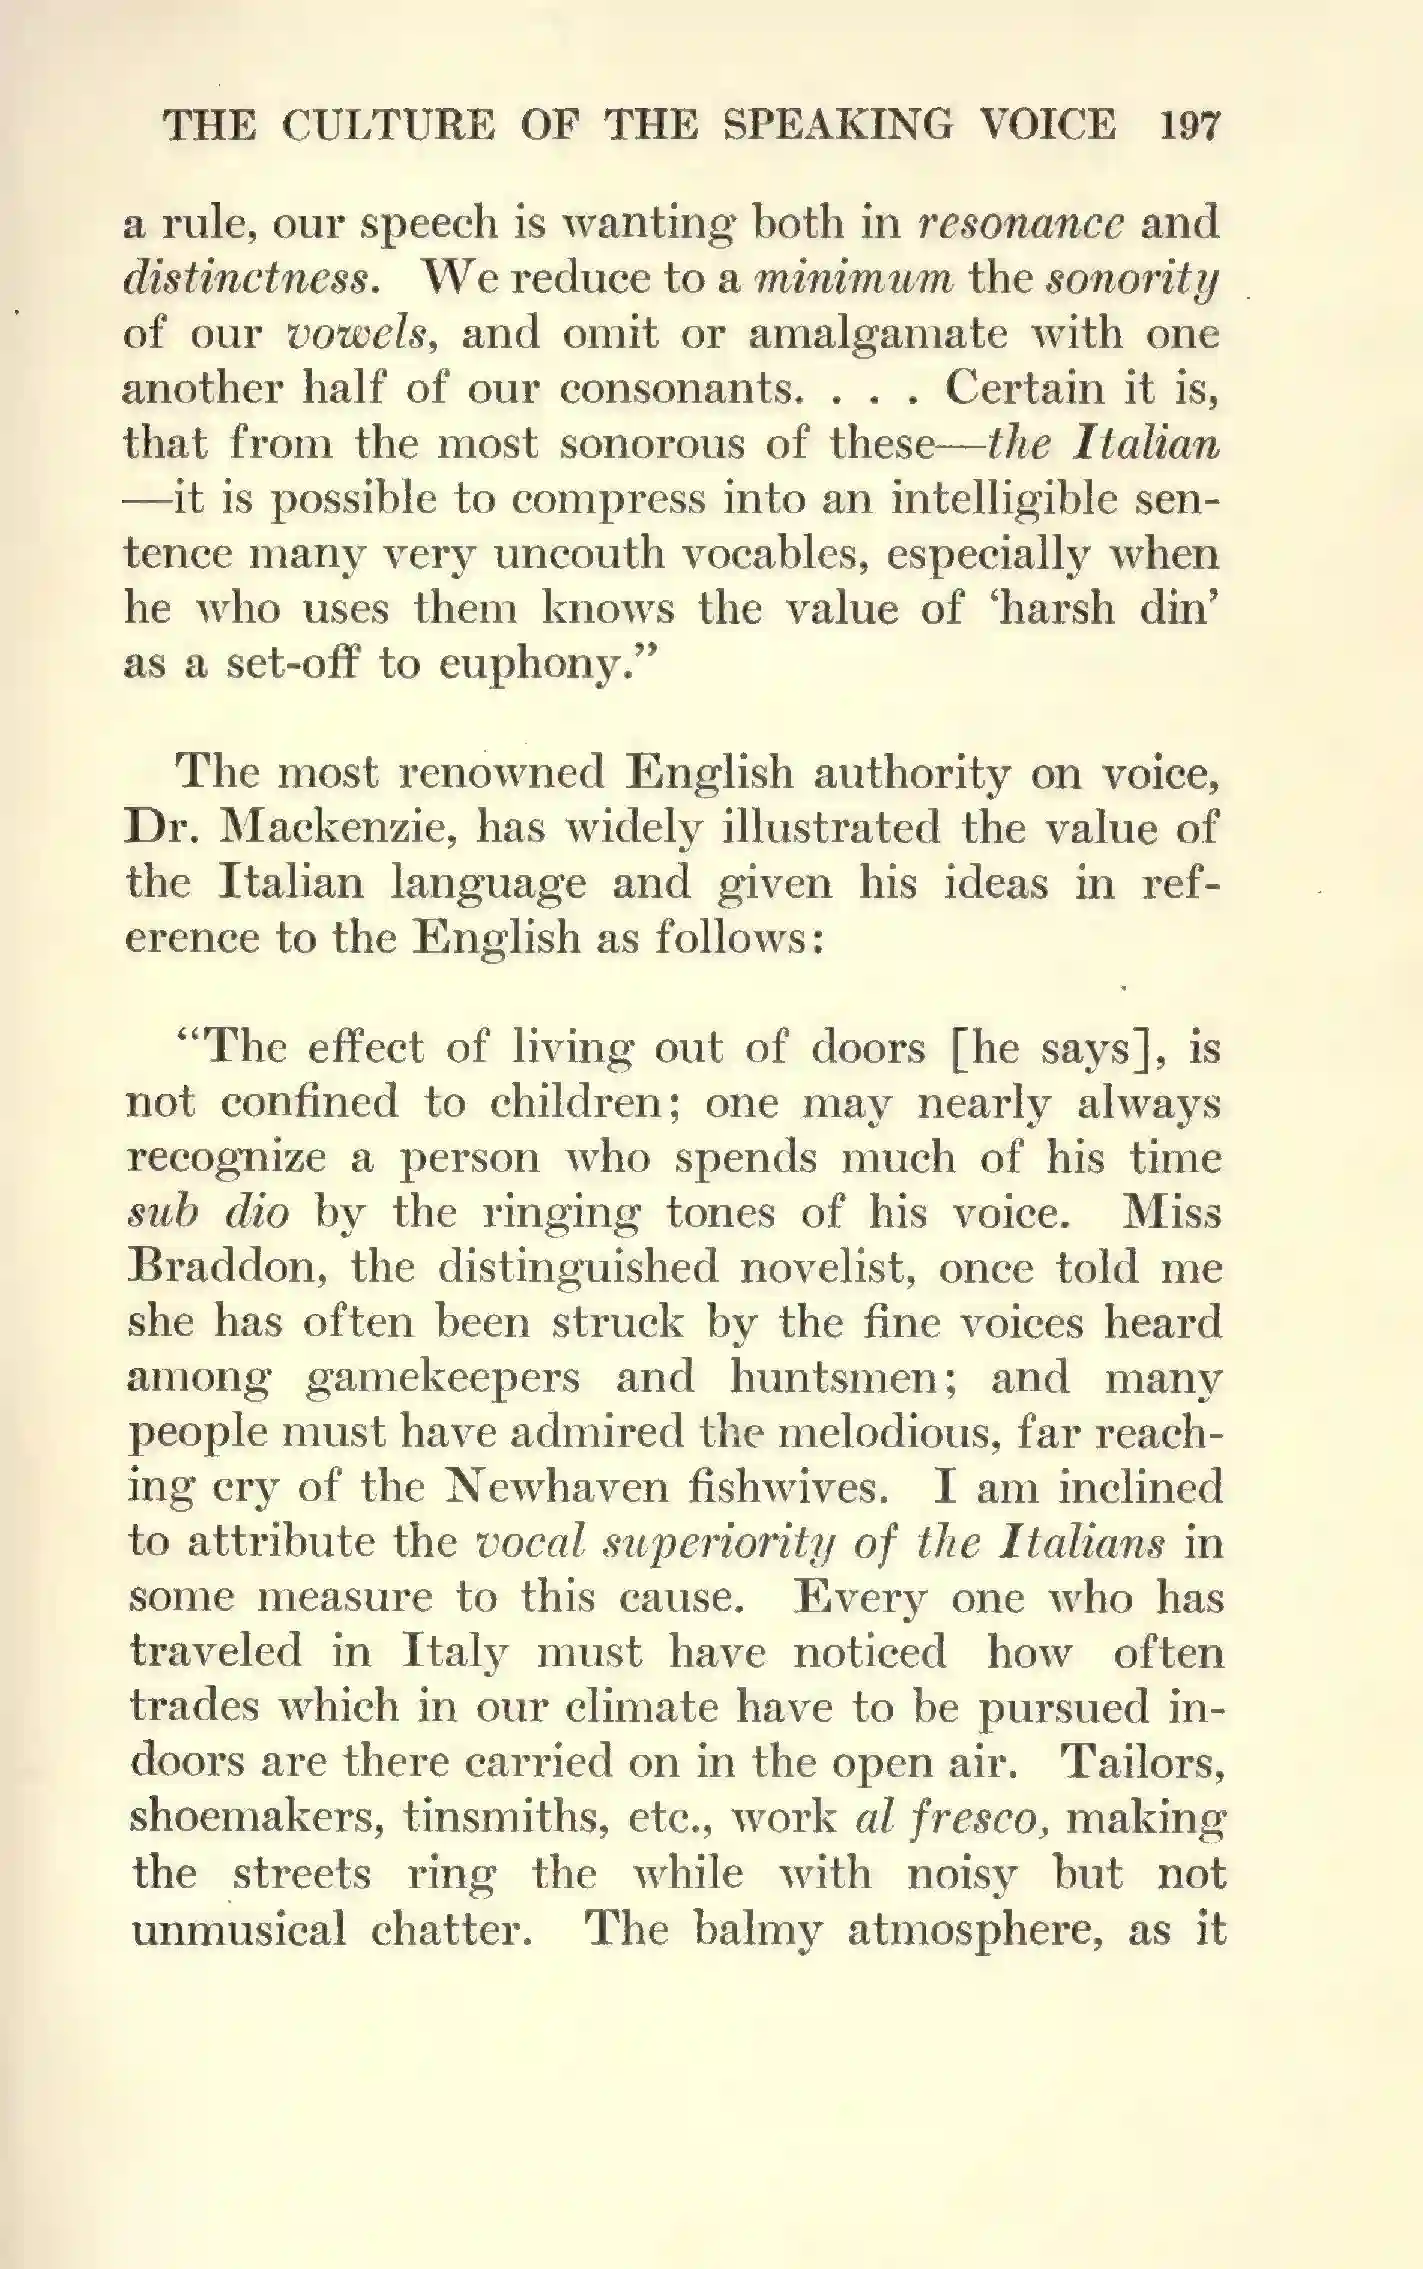 THE CULTURE OF THE SPEAKING VOICE 197
a rule, our speech is wanting both in resonance and
distinctness. We reduce to a minimum the sonority
of our vowels, and omit or amalgamate with one
another half of our consonants. . . . Certain it is,
that from the most sonorous of these—the Italian
—it is possible to compress into an intelligible sen-
tence many very uncouth vocables, especially when
he who uses them knows the value of ‘harsh din’
as a set-off to euphony.”
The most renowned English authority on voice,
Dr. Mackenzie, has widely illustrated the value of
the Italian language and given his ideas in ref-
erence to the English as follows:
“The effect of living out of doors [he says], is
not confined to children; one may nearly always
recognize a person who spends much of his time
sub dio by the ringing tones of his voice. Miss
Braddon, the distinguished novelist, once told me
she has often been struck by the fine voices heard
among gamekeepers and huntsmen; and many
people must have admired the melodious, far reach-
ing cry of the Newhaven fishwives. I am inclined
to attribute the vocal superiority of the Italians in
some measure to this cause. Every one who has
traveled in Italy must have noticed how often
trades which in our climate have to be pursued in-
doors are there carried on in the open air. Tailors,
shoemakers, tinsmiths, etc., work al fresco, making
the streets ring the while with noisy but not
unmusical chatter. The balmy atmosphere, as it